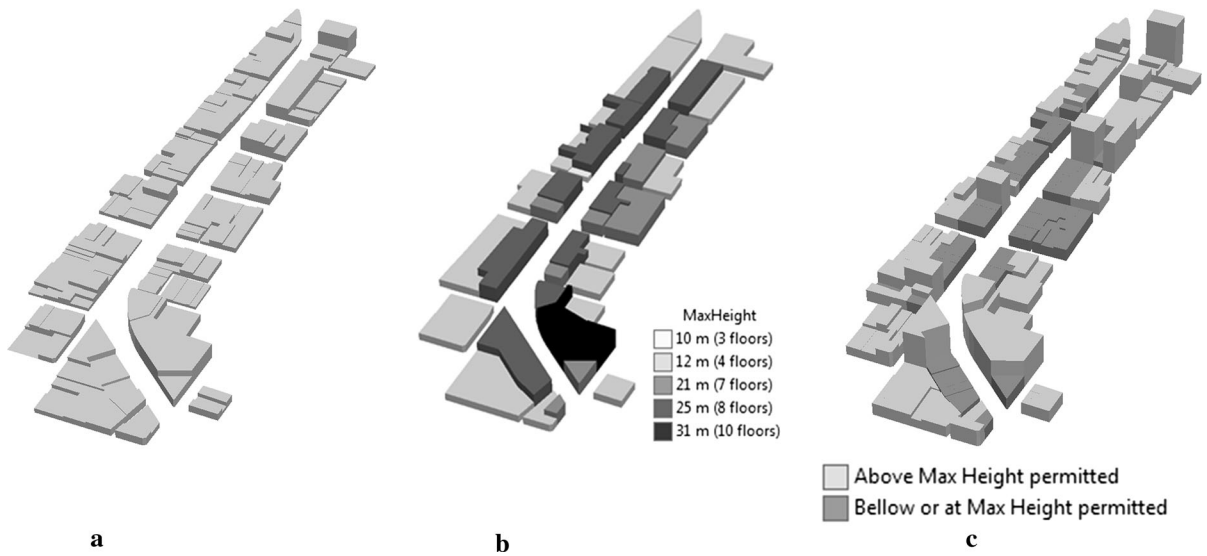 MaxHeight
10 m (3 floors)
12 m (4 floors)
21 m (7 floors)
25 m (8 floors)
31 m (10 floors)
Above Max Height permitted
Bellow or at Max Height permitted
a
b
c